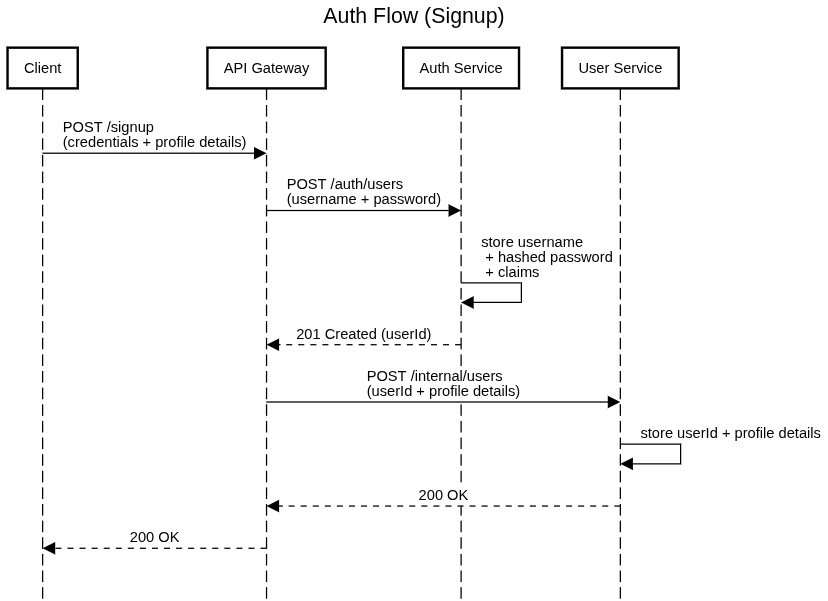 Auth Flow (Signup)
Client
API Gateway
Auth Service
User Service
POST /signup
(credentials + profile details)
POST /auth/users
(username + password)
store username
+ hashed password
+ claims
201 Created (userId)
POST /internal/users
(userId + profile details)
store userId + profile details
200 OK
200 OK